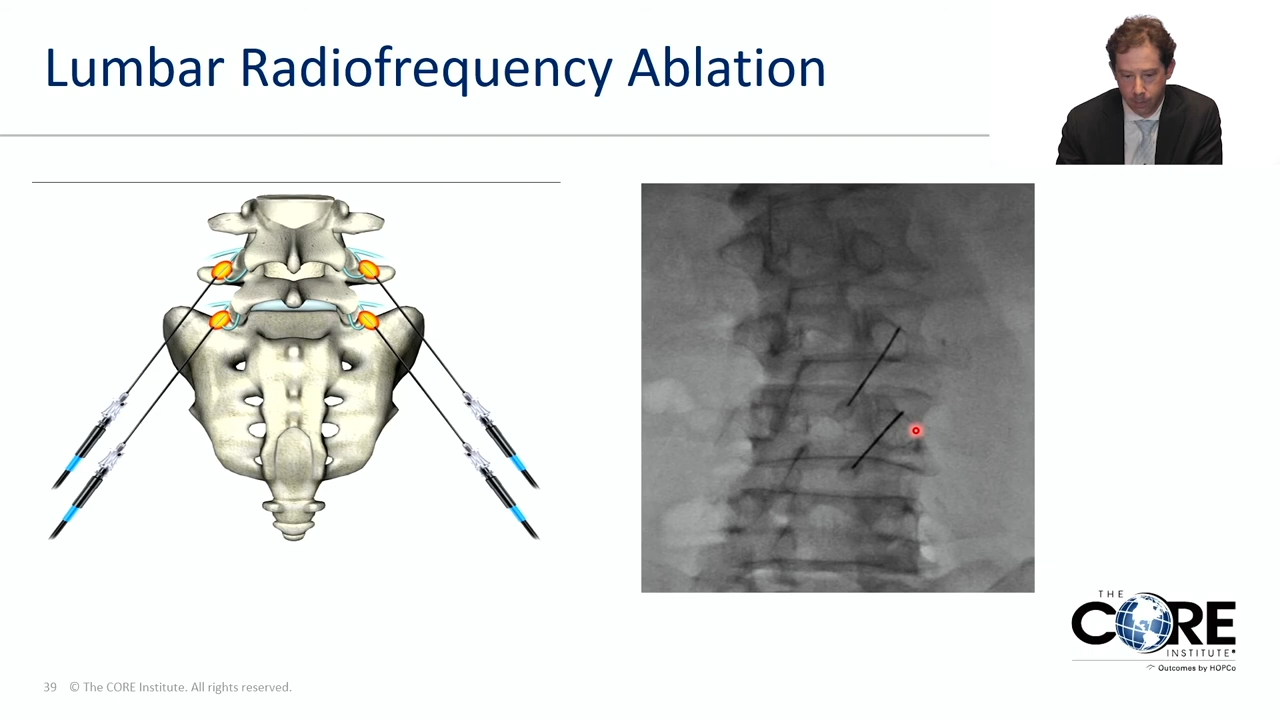 Lumbar Radiofrequency Ablation
THE
CORE
INSTITUTE
Outcomes by HOPCo
39 © The CORE Institute. All rights reserved.